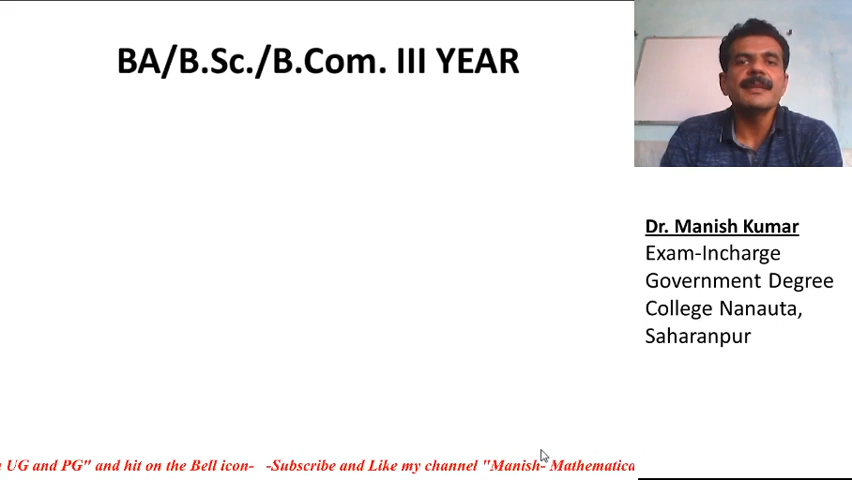 BA/B.Sc./B.Com. III YEAR
Dr. Manish Kumar
Exam-Incharge
Government Degree
College Nanauta,
Saharanpur
UG and PG" and hit on the Bell icon-   -Subscribe and Like my channel "Manish- Mathematica